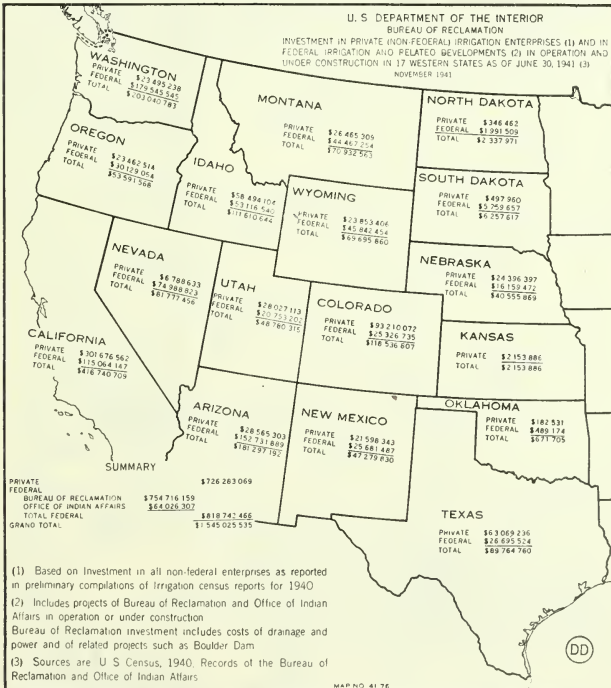 U. S DEPARTMENT OF THE INTERIOR
BUREAU OF RECLAMATION
INVESTMENT IN PRIVATE (NON-FEDERAL) IRRIGATION ENTERPRISES (1) AND IN
FEDERAL IRRIGATION AND RELATED DEVELOPMENTS (2) IN OPERATION AND
UNDER CONSTRUCTION IN 17 WESTERN STATES AS OF JUNE 30, 1941 (3)
NOVEMBER 1941
WASHINGTON
PRIVATE $23 495 238
FEDERAL $179 545 545
TOTAL $203 040 783
OREGON
PRIVATE $23 462 514
FEDERAL $30 129 054
TOTAL $53 591 568
IDAHO
PRIVATE $58 494 104
FEDERAL $53 116 540
TOTAL $111 610 644
MONTANA
PRIVATE $26 465 309
FEDERAL $44 467 254
TOTAL $70 932 563
NORTH DAKOTA
PRIVATE $346 462
FEDERAL $1 991 509
TOTAL $2 337 971
SOUTH DAKOTA
PRIVATE $497 960
FEDERAL $5 759 657
TOTAL $6 257 617
WYOMING
PRIVATE $23 853 406
FEDERAL $45 842 454
TOTAL $69 695 860
NEBRASKA
PRIVATE $24 396 397
FEDERAL $16 159 472
TOTAL $40 555 869
NEVADA
PRIVATE $6 788 633
FEDERAL $74 988 823
TOTAL $81 777 456
UTAH
PRIVATE $28 027 113
FEDERAL $20 753 202
TOTAL $48 780 315
COLORADO
PRIVATE $93 210 072
FEDERAL $25 326 735
TOTAL $118 536 607
KANSAS
PRIVATE $2 153 886
TOTAL $2 153 886
CALIFORNIA
PRIVATE $301 676 562
FEDERAL $115 064 147
TOTAL $416 740 709
ARIZONA
PRIVATE $28 565 303
FEDERAL $152 731 889
TOTAL $181 297 192
NEW MEXICO
PRIVATE $21 598 343
FEDERAL $25 681 487
TOTAL $47 279 830
OKLAHOMA
PRIVATE $182 531
FEDERAL $489 174
TOTAL $671 705
TEXAS
PRIVATE $63 069 236
FEDERAL $26 695 524
TOTAL $89 764 760
SUMMARY
PRIVATE $726 283 069
FEDERAL
BUREAU OF RECLAMATION $754 716 159
OFFICE OF INDIAN AFFAIRS $64 026 307
TOTAL FEDERAL $818 742 466
GRAND TOTAL $1 545 025 535
(1) Based on Investment in all non-federal enterprises as reported
in preliminary compilations of Irrigation census reports for 1940
(2) Includes projects of Bureau of Reclamation and Office of Indian
Affairs in operation or under construction
Bureau of Reclamation investment includes costs of drainage and
power and of related projects such as Boulder Dam
(3) Sources are U S Census, 1940. Records of the Bureau of
Reclamation and Office of Indian Affairs
MAP NO 41 76
DD